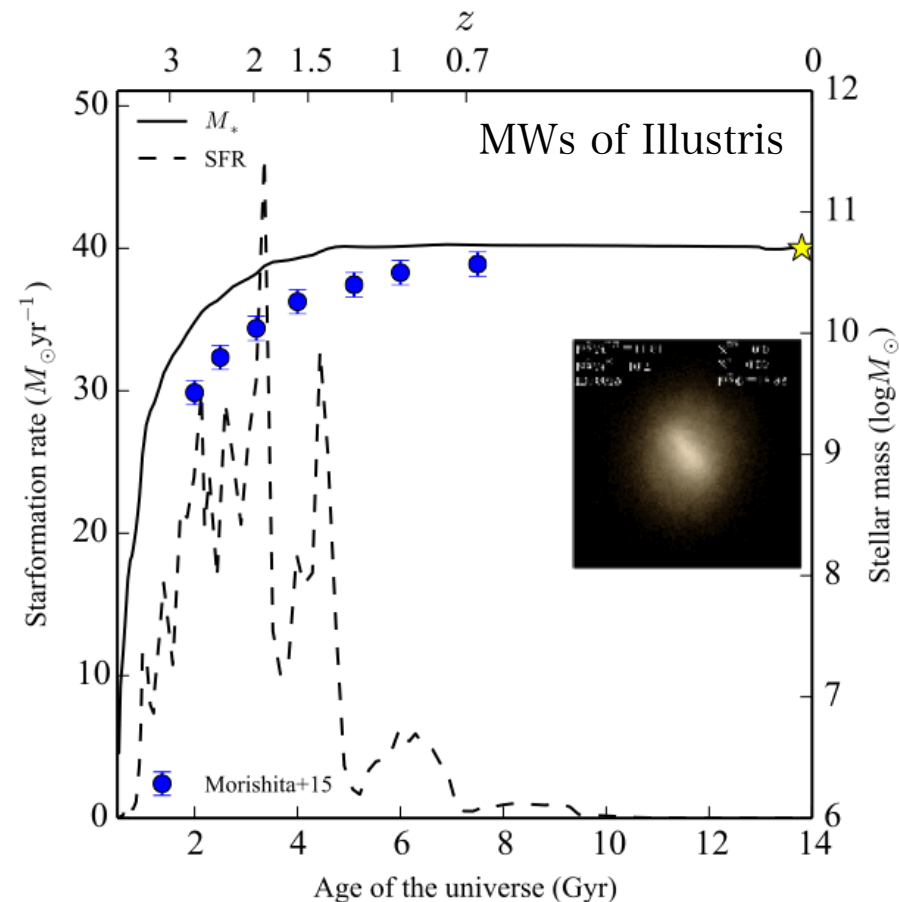 z
3 2 1.5 1 0.7 0
50 12
M* 
SFR
MWs of Illustris
11
40
10
30
9
20
8
10
7
Morishita+15
0 6
2 4 6 8 10 12 14
Age of the universe (Gyr)
Starformation rate (M⊙yr⁻¹)
Stellar mass (logM⊙)